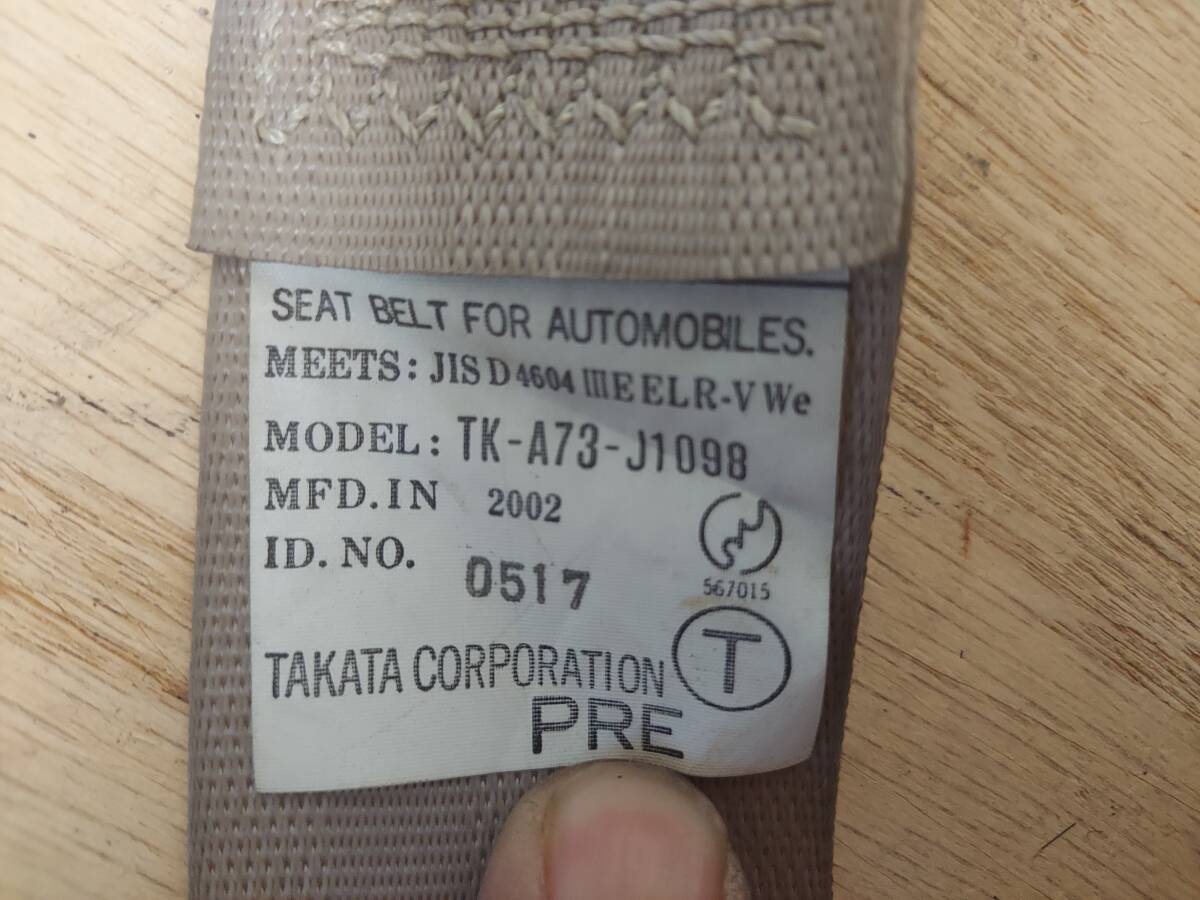 SEAT BELT FOR AUTOMOBILES.
MEETS: JIS D 4604 IIIE ELR-V We
MODEL: TK-A73-J1098
MFD. IN 2002
ID. NO. 0517
567015
TAKATA CORPORATION T
PRE